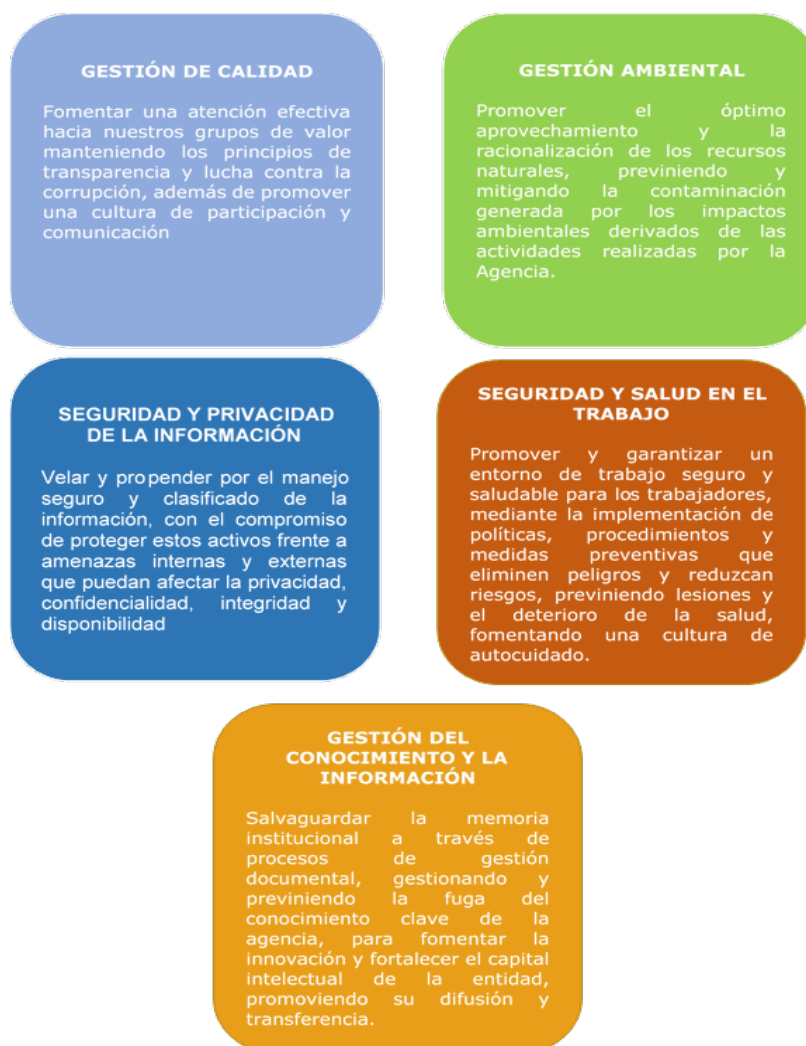 GESTIÓN DE CALIDAD
Fomentar una atención efectiva
hacia nuestros grupos de valor
manteniendo los principios de
transparencia y lucha contra la
corrupción, además de promover
una cultura de participación y
comunicación
GESTIÓN AMBIENTAL
Promover el óptimo
aprovechamiento y la
racionalización de los recursos
naturales, previniendo y
mitigando la contaminación
generada por los impactos
ambientales derivados de las
actividades realizadas por la
Agencia.
SEGURIDAD Y PRIVACIDAD
DE LA INFORMACIÓN
Velar y propender por el manejo
seguro y clasificado de la
información, con el compromiso
de proteger estos activos frente a
amenazas internas y externas
que puedan afectar la privacidad,
confidencialidad, integridad y
disponibilidad
SEGURIDAD Y SALUD EN EL
TRABAJO
Promover y garantizar un
entorno de trabajo seguro y
saludable para los trabajadores,
mediante la implementación de
políticas, procedimientos y
medidas preventivas que
eliminen peligros y reduzcan
riesgos, previniendo lesiones y
el deterioro de la salud,
fomentando una cultura de
autocuidado.
GESTIÓN DEL
CONOCIMIENTO Y LA
INFORMACIÓN
Salvaguardar la memoria
institucional a través de
procesos de gestión
documental, gestionando y
previniendo la fuga del
conocimiento clave de la
agencia, para fomentar la
innovación y fortalecer el capital
intelectual de la entidad,
promoviendo su difusión y
transferencia.